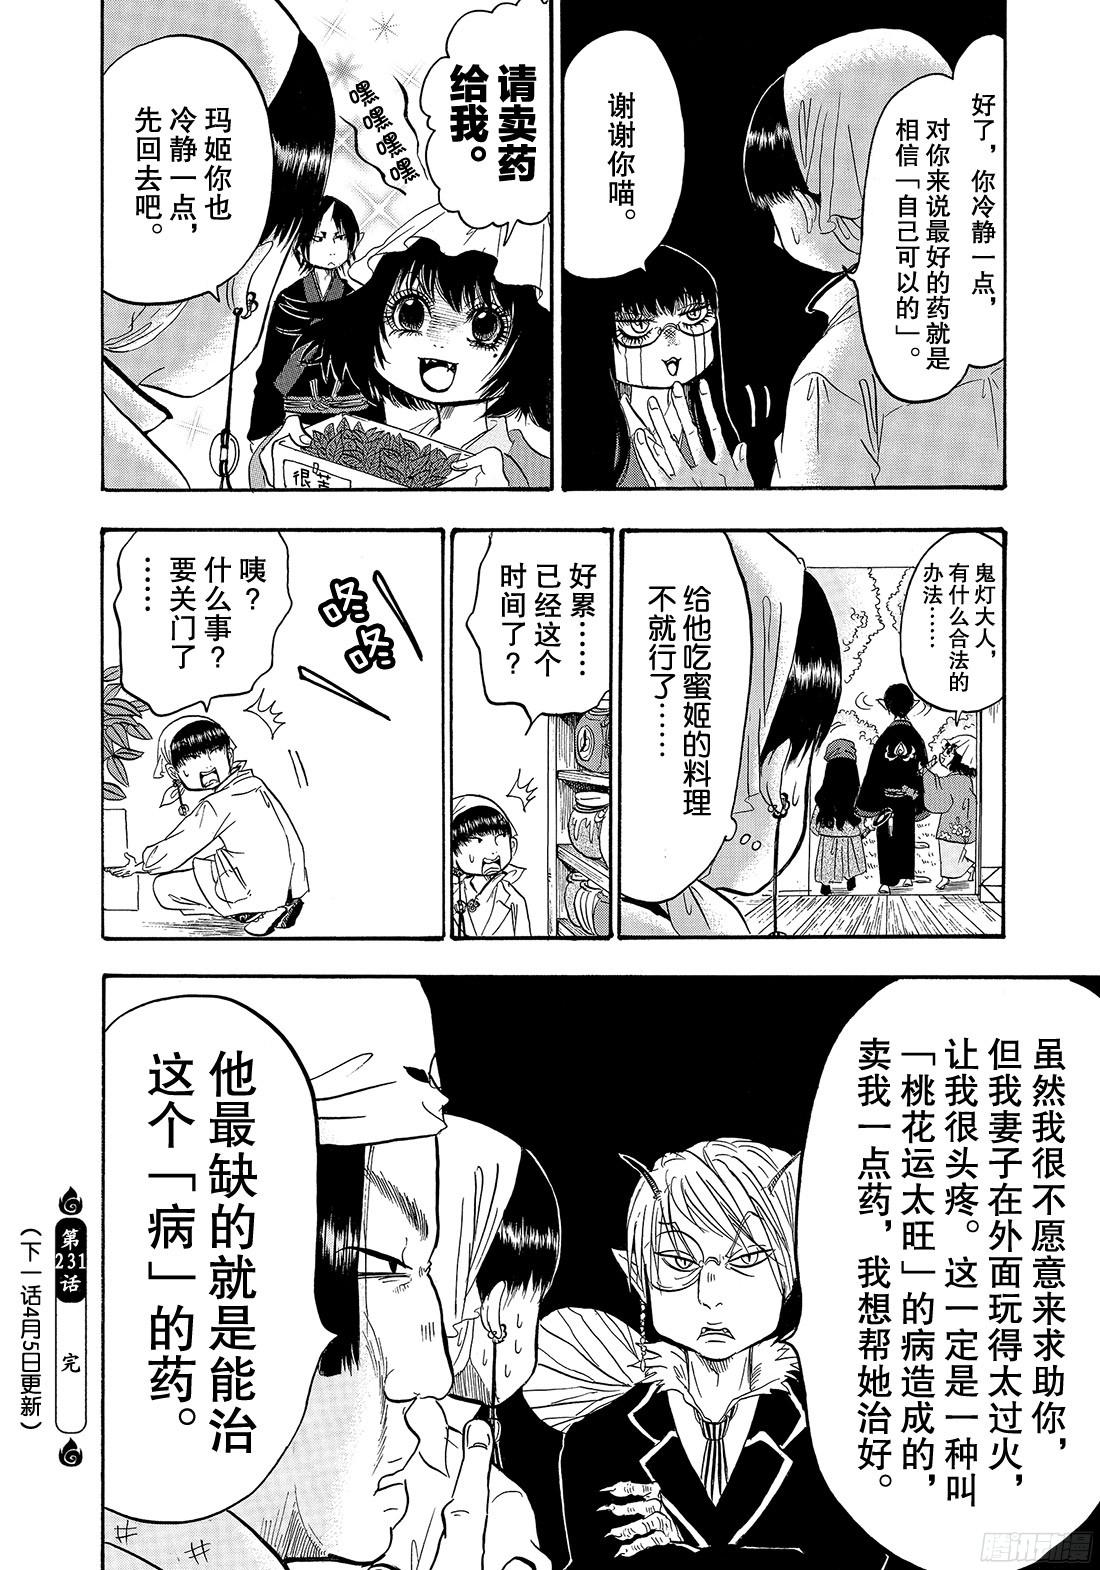 好了，你冷静一点，
对你来说最好的药就是
相信「自己可以的」。
谢谢你喵。
请卖药
给我。
嘿
嘿
嘿
嘿
很苦
玛姬你也
冷静一点，
先回去吧。
鬼灯大人，
有什么合法的
办法……
给他吃蜜姬的料理
不就行了……
好累……
已经这个
时间了？
咚
咚
咦？
什么事？
要关门了
……
虽然我很不愿意来求助你，
但我妻子在外面玩得太过火，
让我很头疼。这一定是一种叫
「桃花运太旺」的病造成的，
卖我一点药，我想帮她治好。
他最缺的就是能治
这个「病」的药。
第
231
话
完
（下一话4月5日更新）
腾讯动漫